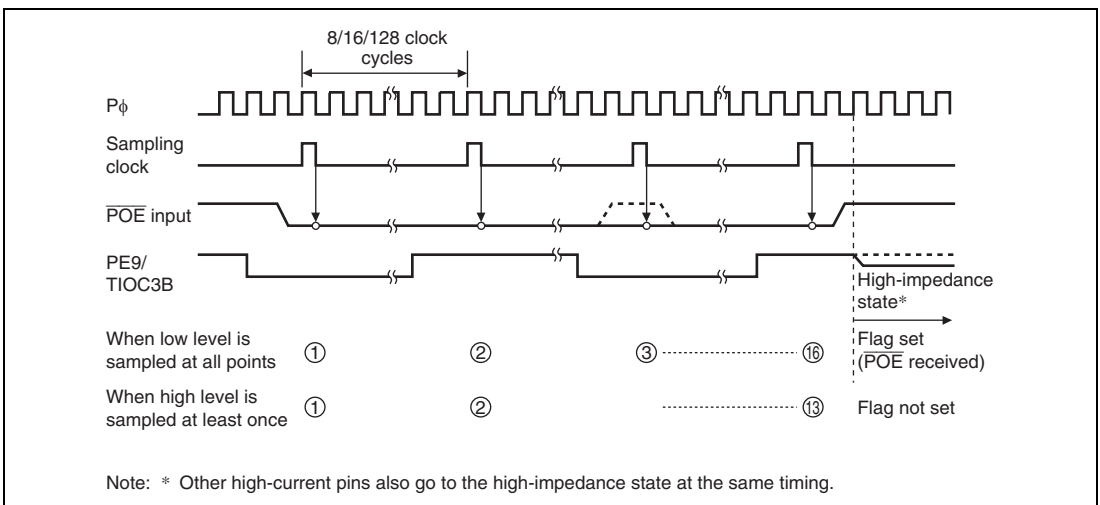 8/16/128 clock
cycles
Pϕ
Sampling
clock
P̅O̅E̅ input
PE9/
TIOC3B
High-impedance
state*
When low level is
sampled at all points
① ② ③ ⑯
Flag set
(P̅O̅E̅ received)
When high level is
sampled at least once
① ② ⑬
Flag not set
Note: * Other high-current pins also go to the high-impedance state at the same timing.